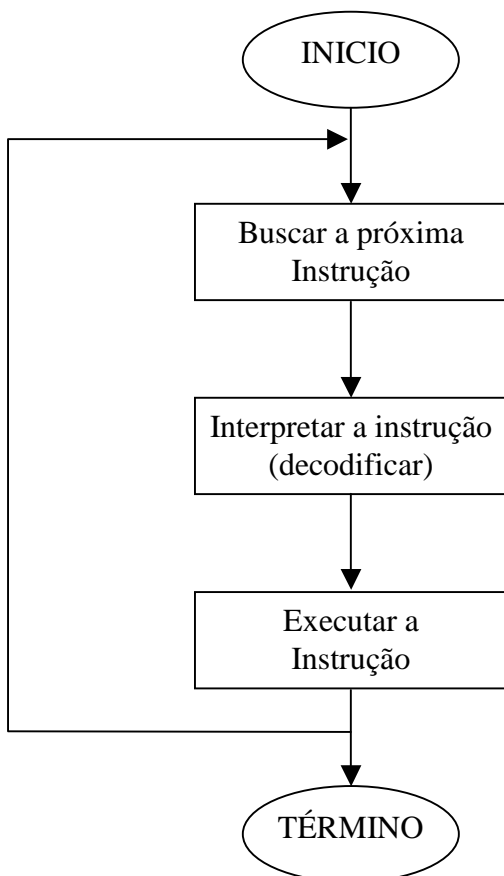 INICIO
Buscar a próxima
Instrução
Interpretar a instrução
(decodificar)
Executar a
Instrução
TÉRMINO